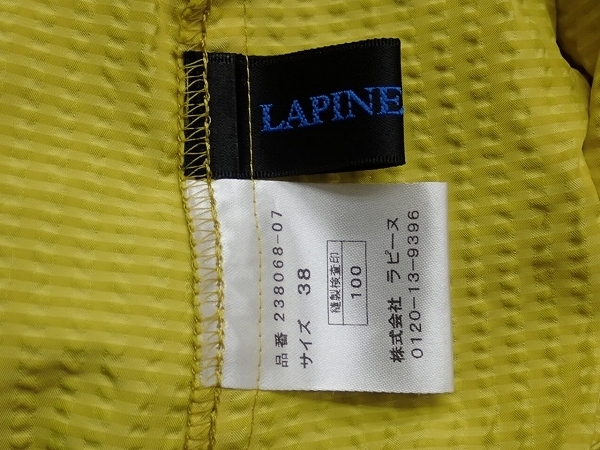 LAPINE
品番 238068-07
サイズ 38
縫製検査印
100
株式会社 ラピーヌ
0120-13-9396